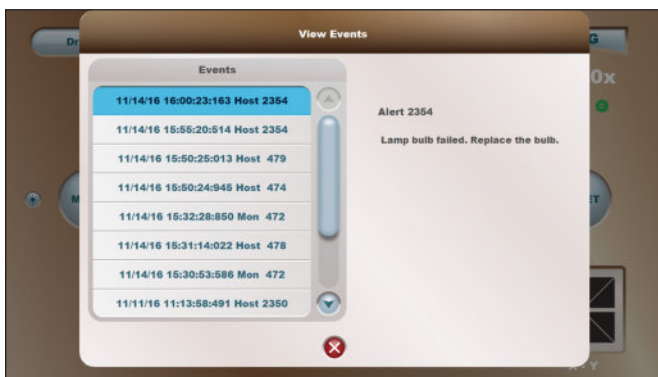 View Events
Dr
G
Events
0x
11/14/16 16:00:23:163 Host 2354
Alert 2354
11/14/16 15:55:20:514 Host 2354
G
Lamp bulb failed. Replace the bulb.
11/14/16 15:50:25:013 Host 479
11/14/16 15:50:24:945 Host 474
M
ET
11/14/16 15:32:28:850 Mon 472
11/14/16 15:31:14:022 Host 478
11/14/16 15:30:53:586 Mon 472
11/11/16 11:13:58:491 Host 2350
X - Y